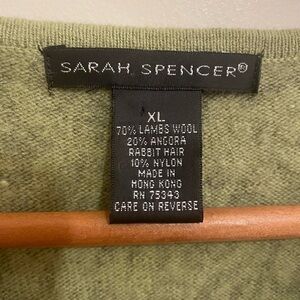 SARAH SPENCER®
XL
70% LAMBS WOOL
20% ANGORA
RABBIT HAIR
10% NYLON
MADE IN
HONG KONG
RN 75343
CARE ON REVERSE